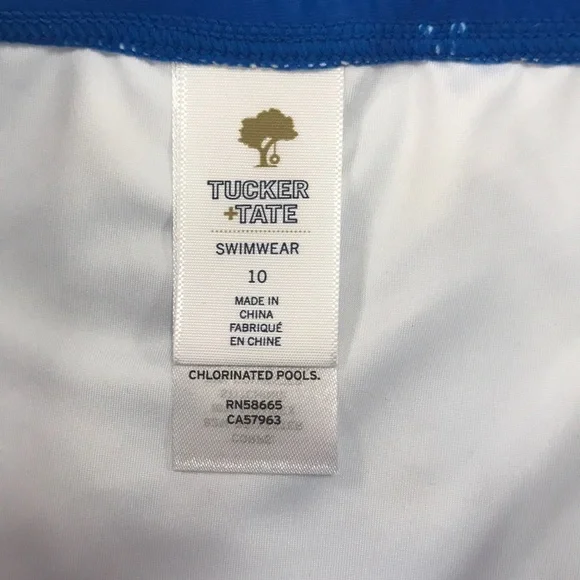 TUCKER
+TATE
SWIMWEAR
10
MADE IN
CHINA
FABRIQUÉ
EN CHINE
CHLORINATED POOLS.
RN58665
CA57963